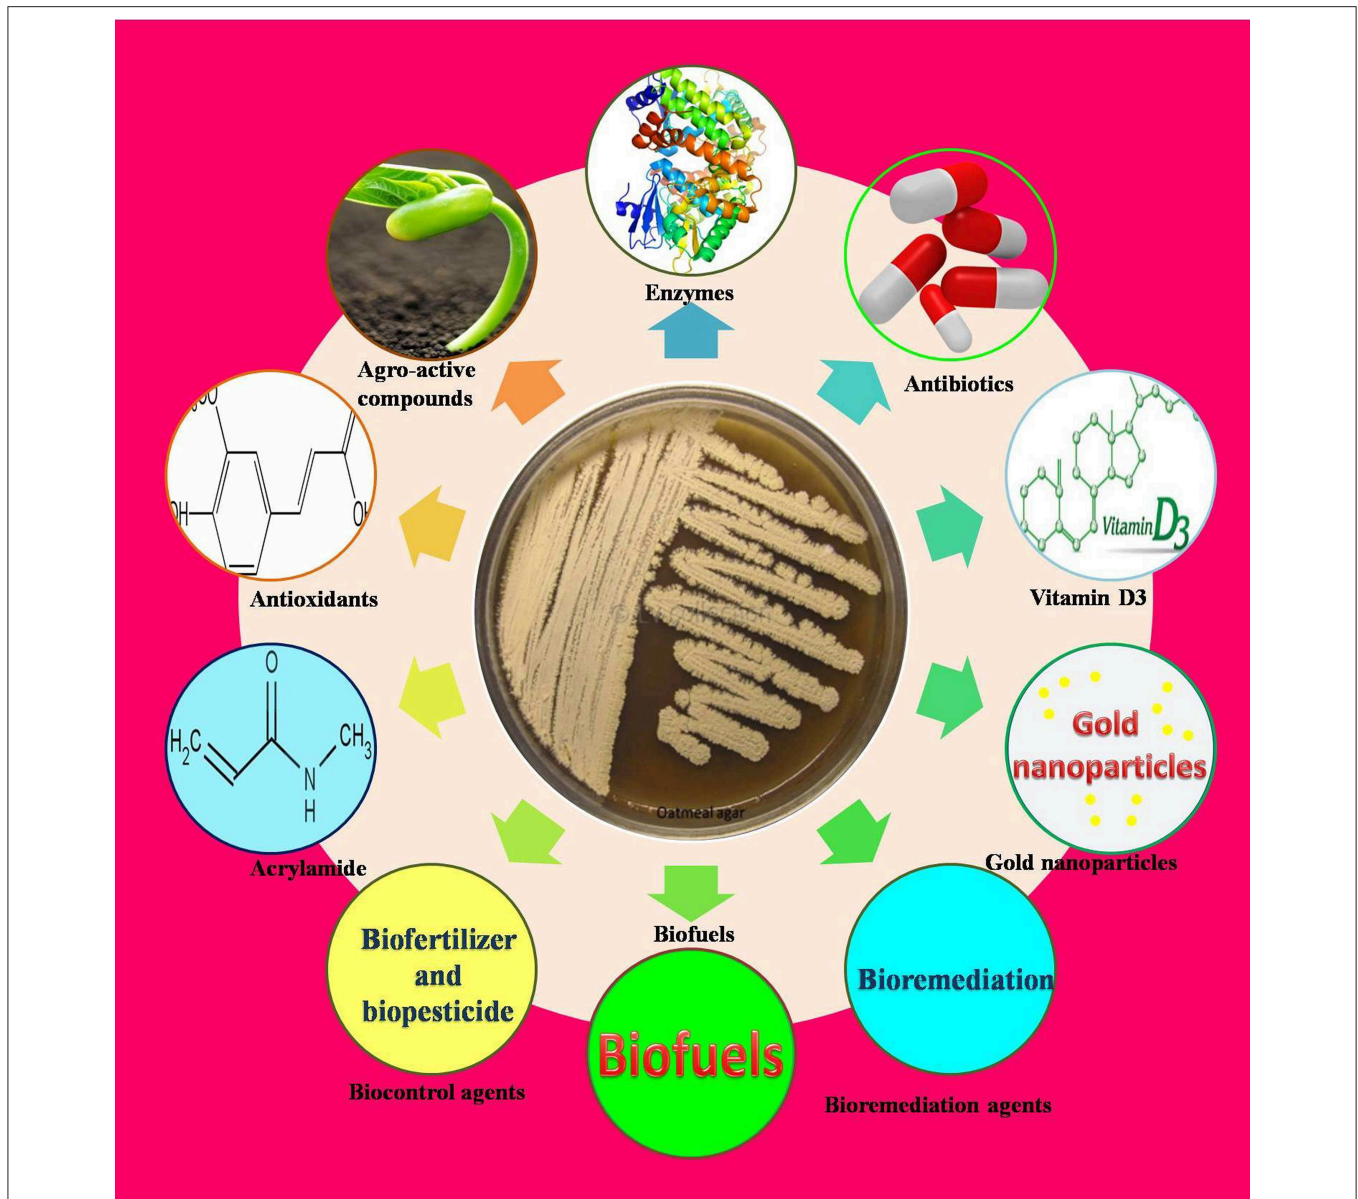 Enzymes
Agro-active
compounds
Antibiotics
OH
OH
Antioxidants
Vitamin D3
Vitamin D3
O
H2C
CH3
N
H
Acrylamide
Gold
nanoparticles
Gold nanoparticles
Oatmeal agar
Biofertilizer
and
biopesticide
Biocontrol agents
Biofuels
Biofuels
Bioremediation
Bioremediation agents